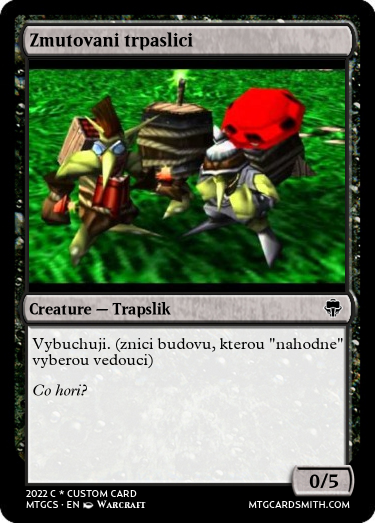 Zmutovani trpaslici
Creature — Trapslik
Vybuchuji. (znici budovu, kterou "nahodne"
vyberou vedouci)
Co hori?
0/5
2022 C * CUSTOM CARD
MTGCS · EN Warcraft
MTGCARDSMITH.COM